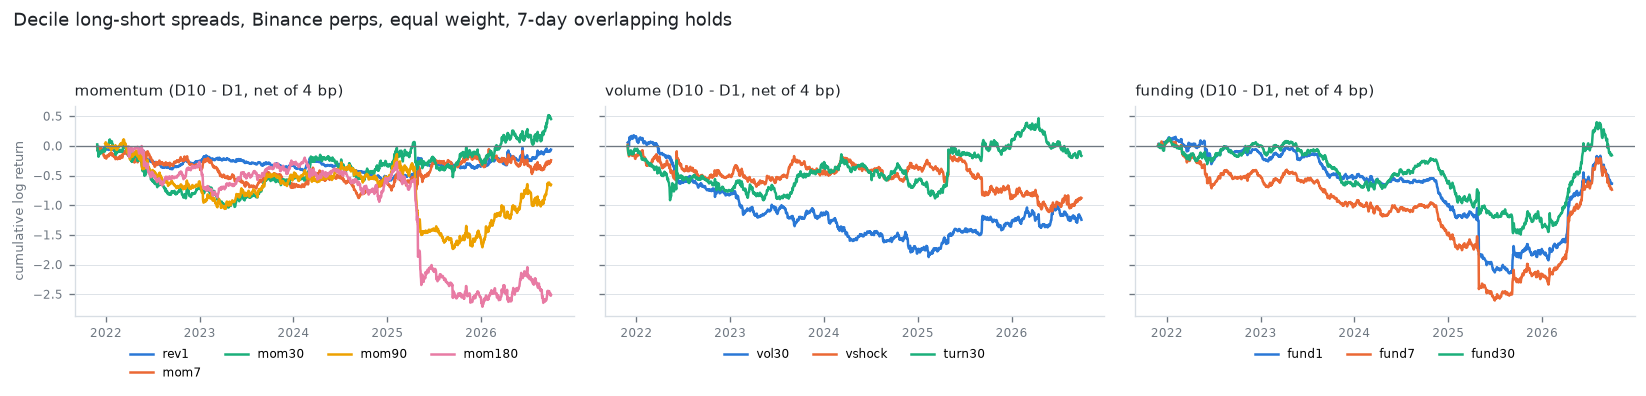 Decile long-short spreads, Binance perps, equal weight, 7-day overlapping holds
momentum (D10 - D1, net of 4 bp)
volume (D10 - D1, net of 4 bp)
funding (D10 - D1, net of 4 bp)
cumulative log return
0.5
0.0
−0.5
−1.0
−1.5
−2.0
−2.5
2022 2023 2024 2025 2026
2022 2023 2024 2025 2026
2022 2023 2024 2025 2026
rev1 mom30 mom90 mom180
mom7
vol30 vshock turn30
fund1 fund7 fund30